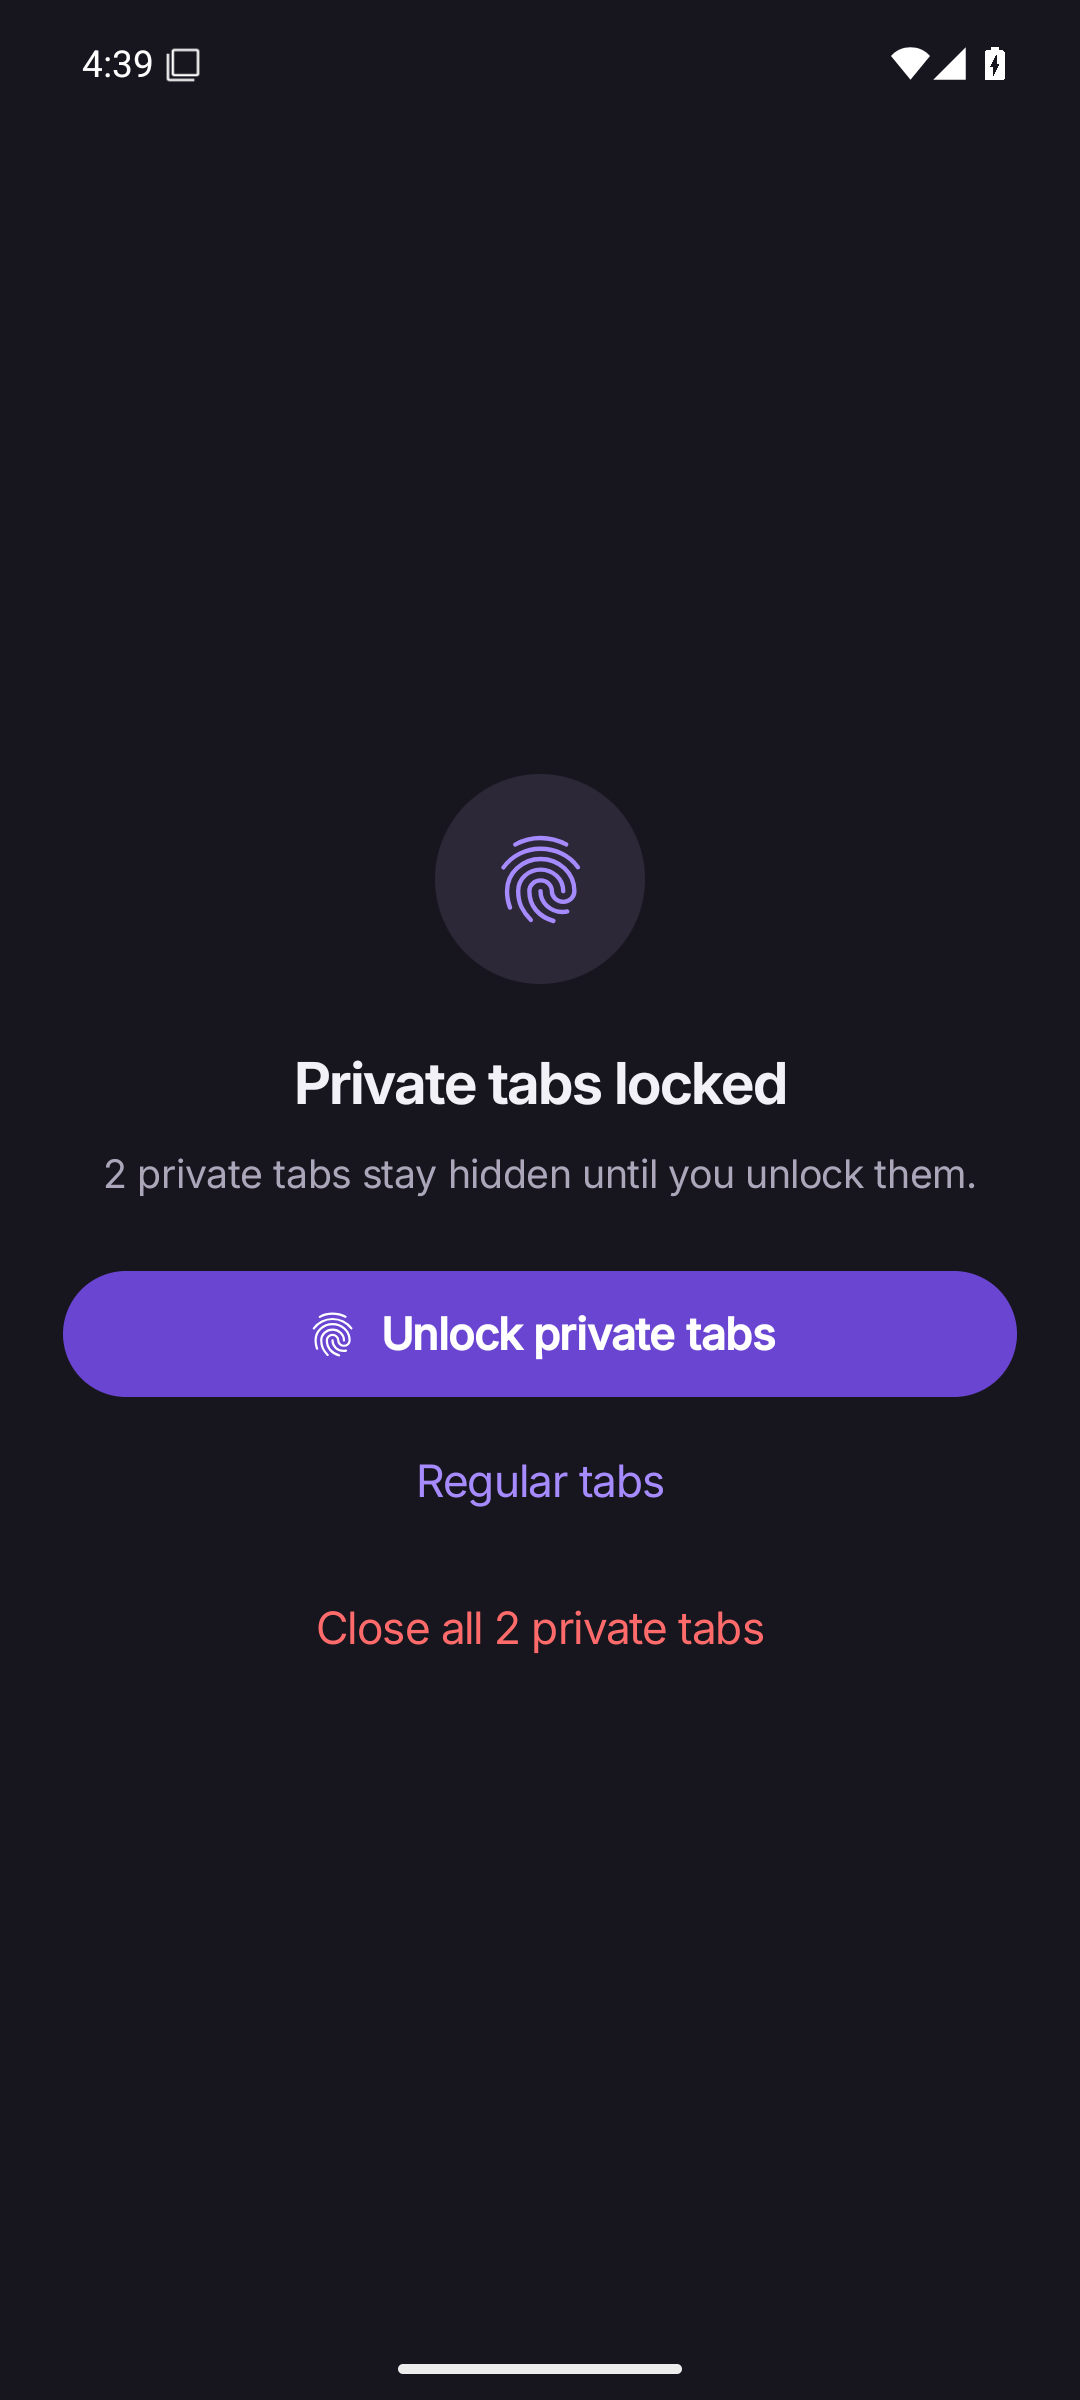 4:39
Private tabs locked
2 private tabs stay hidden until you unlock them.
Unlock private tabs
Regular tabs
Close all 2 private tabs